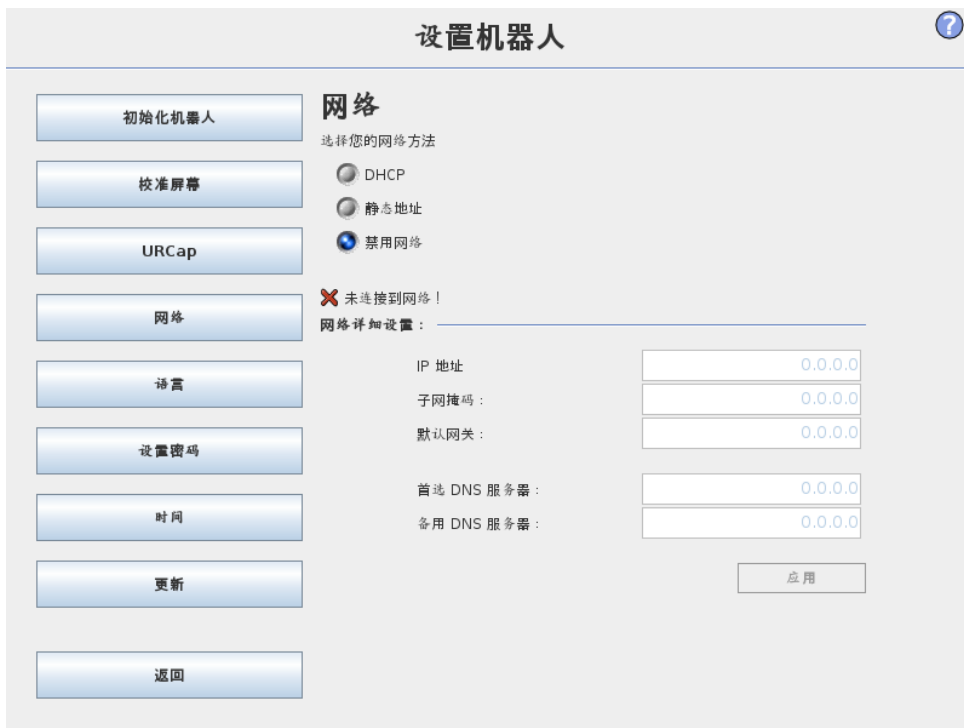 设置机器人
?
初始化机器人
校准屏幕
URCap
网络
语言
设置密码
时间
更新
返回
网络
选择您的网络方法
DHCP
静态地址
禁用网络
未连接到网络！
网络详细设置：
IP 地址 0.0.0.0
子网掩码： 0.0.0.0
默认网关： 0.0.0.0
首选 DNS 服务器： 0.0.0.0
备用 DNS 服务器： 0.0.0.0
应用